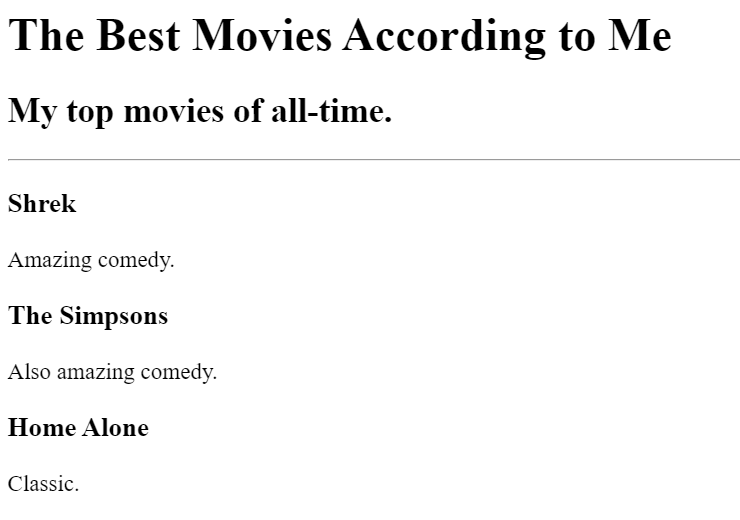 The Best Movies According to Me
My top movies of all-time.
Shrek
Amazing comedy.
The Simpsons
Also amazing comedy.
Home Alone
Classic.